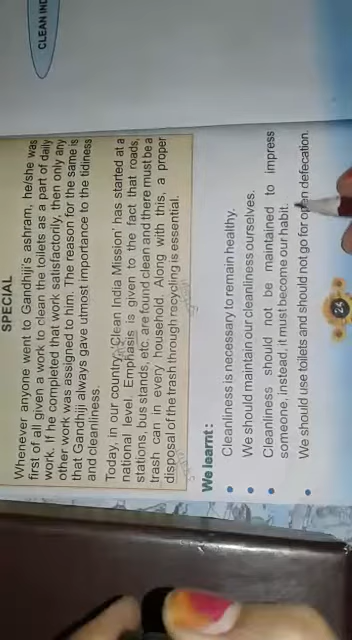 CLEAN IND
SPECIAL
Whenever anyone went to Gandhiji's ashram, he/she was
first of all given a work to clean the toilets as a part of daily
work. If he completed that work satisfactorily, then only any
other work was assigned to him. The reason for the same is
that Gandhiji always gave utmost importance to the tidiness
and cleanliness.
Today, in our country, 'Clean India Mission' has started at a
national level. Emphasis is given to the fact that roads,
stations, bus stands, etc. are found clean and there must be a
trash can in every household. Along with this, a proper
disposal of the trash through recycling is essential.
We learnt:
• Cleanliness is necessary to remain healthy.
• We should maintain our cleanliness ourselves.
• Cleanliness should not be maintained to impress
someone, instead, it must become our habit.
• We should use toilets and should not go for open defecation.
24